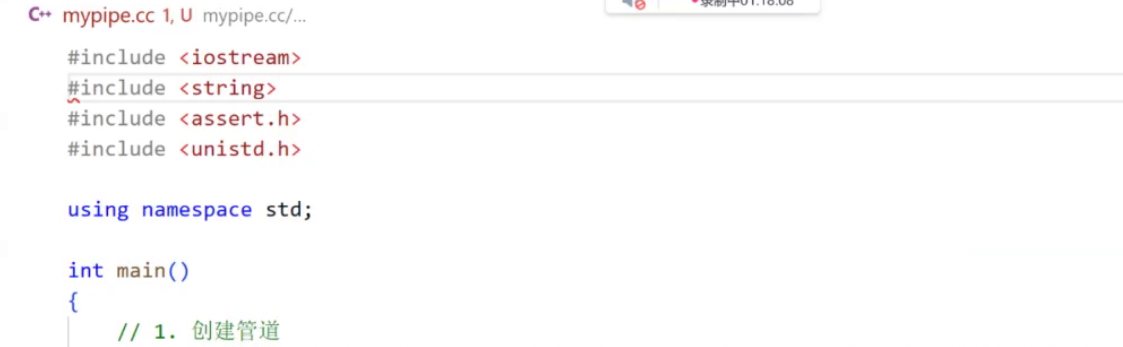 C++ mypipe.cc 1, U mypipe.cc/...
录制中01:18:08
#include <iostream>
#include <string>
#include <assert.h>
#include <unistd.h>
using namespace std;
int main()
{
// 1. 创建管道